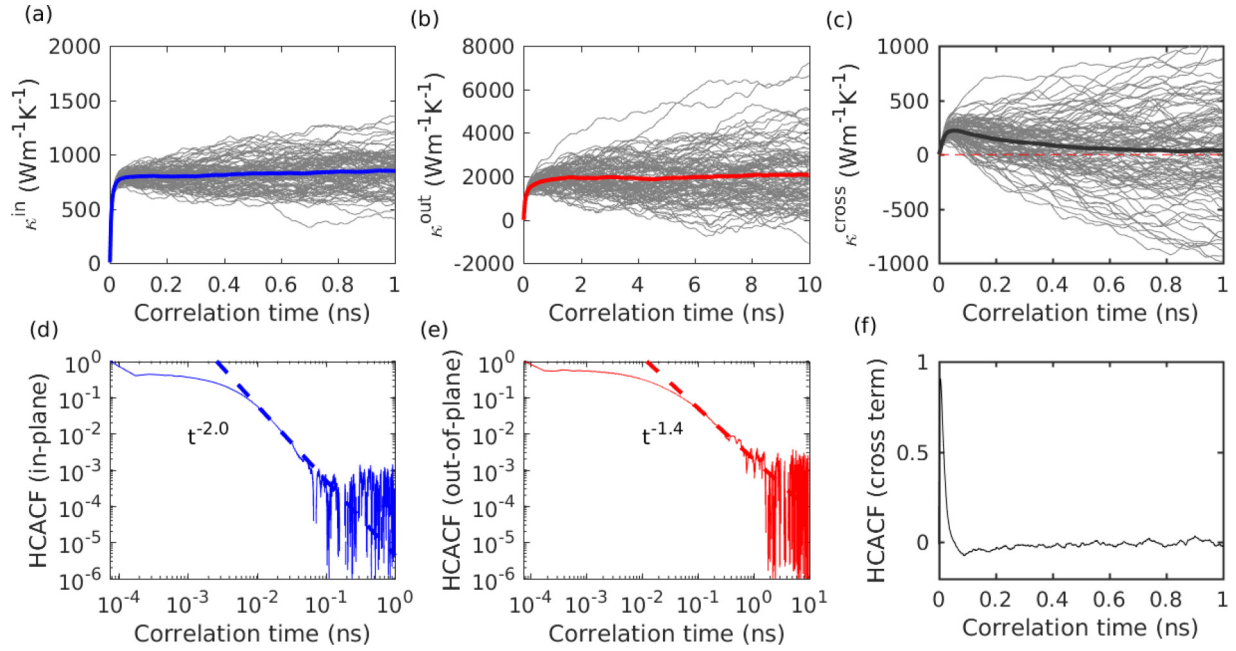 (a)
κ^in (Wm^-1K^-1)
2000
1500
1000
500
0
0 0.2 0.4 0.6 0.8 1
Correlation time (ns)
(b)
κ^out (Wm^-1K^-1)
8000
6000
4000
2000
0
-2000
0 2 4 6 8 10
Correlation time (ns)
(c)
κ^cross (Wm^-1K^-1)
1000
500
0
-500
-1000
0 0.2 0.4 0.6 0.8 1
Correlation time (ns)
(d)
HCACF (in-plane)
10^0
10^-1
10^-2
10^-3
10^-4
10^-5
10^-6
t^-2.0
10^-4 10^-3 10^-2 10^-1 10^0
Correlation time (ns)
(e)
HCACF (out-of-plane)
10^0
10^-1
10^-2
10^-3
10^-4
10^-5
10^-6
t^-1.4
10^-4 10^-3 10^-2 10^-1 10^0 10^1
Correlation time (ns)
(f)
HCACF (cross term)
1
0.5
0
0 0.2 0.4 0.6 0.8 1
Correlation time (ns)